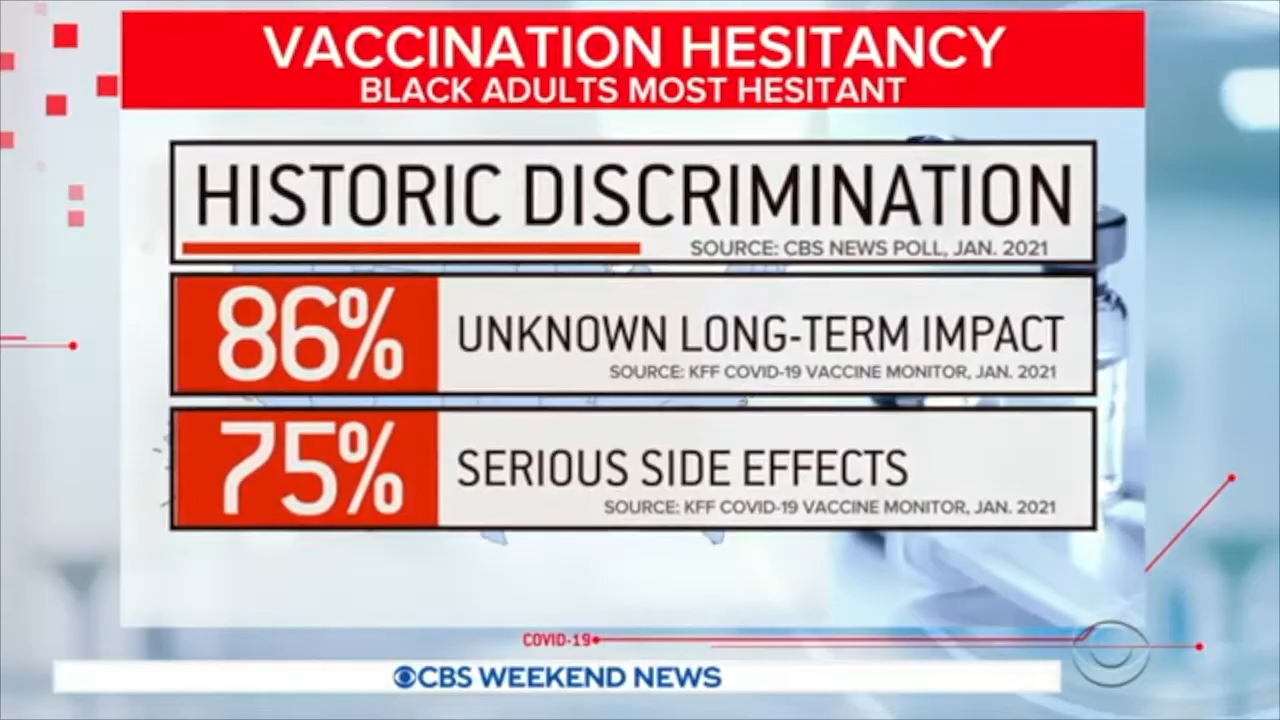 VACCINATION HESITANCY
BLACK ADULTS MOST HESITANT
HISTORIC DISCRIMINATION
SOURCE: CBS NEWS POLL, JAN. 2021
86%
UNKNOWN LONG-TERM IMPACT
SOURCE: KFF COVID-19 VACCINE MONITOR, JAN. 2021
75%
SERIOUS SIDE EFFECTS
SOURCE: KFF COVID-19 VACCINE MONITOR, JAN. 2021
COVID-19
CBS WEEKEND NEWS